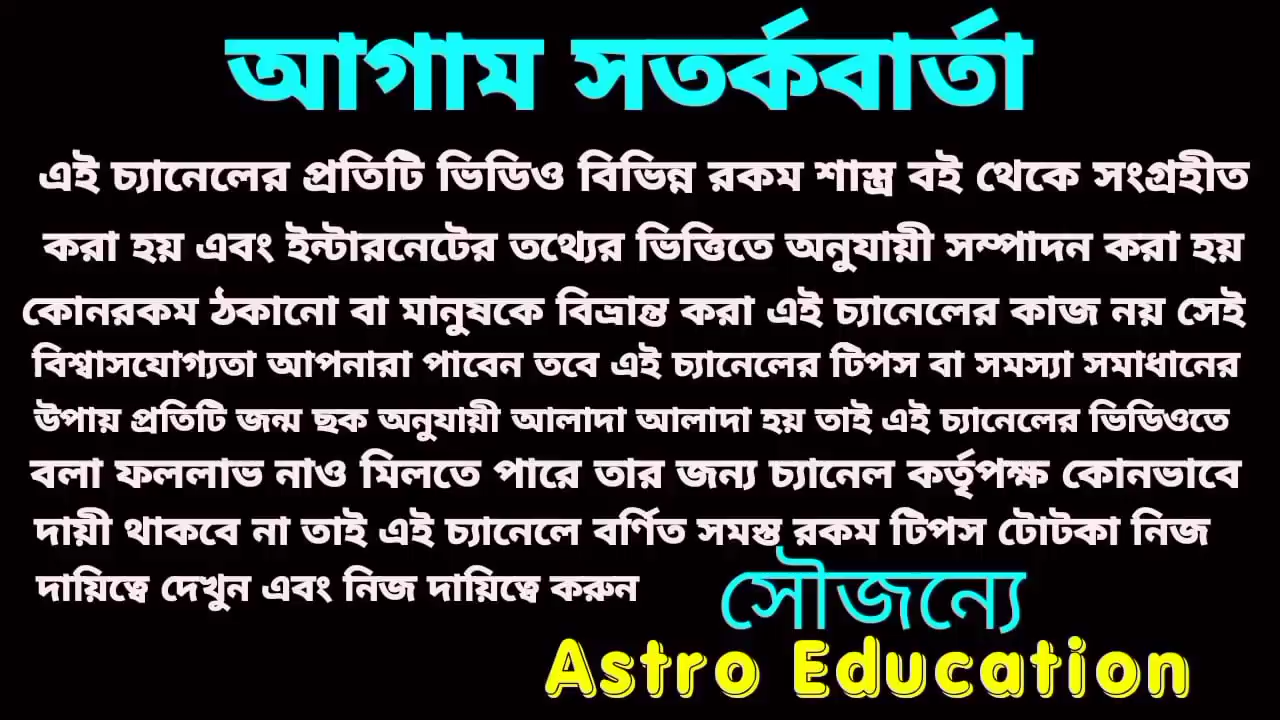 আগাম সতর্কবার্তা
এই চ্যানেলের প্রতিটি ভিডিও বিভিন্ন রকম শাস্ত্র বই থেকে সংগ্রহীত
করা হয় এবং ইন্টারনেটের তথ্যের ভিত্তিতে অনুযায়ী সম্পাদন করা হয়
কোনরকম ঠকানো বা মানুষকে বিভ্রান্ত করা এই চ্যানেলের কাজ নয় সেই
বিশ্বাসযোগ্যতা আপনারা পাবেন তবে এই চ্যানেলের টিপস বা সমস্যা সমাধানের
উপায় প্রতিটি জন্ম ছক অনুযায়ী আলাদা আলাদা হয় তাই এই চ্যানেলের ভিডিওতে
বলা ফললাভ নাও মিলতে পারে তার জন্য চ্যানেল কর্তৃপক্ষ কোনভাবে
দায়ী থাকবে না তাই এই চ্যানেলে বর্ণিত সমস্ত রকম টিপস টোটকা নিজ
দায়িত্বে দেখুন এবং নিজ দায়িত্বে করুন
সৌজন্যে
Astro Education